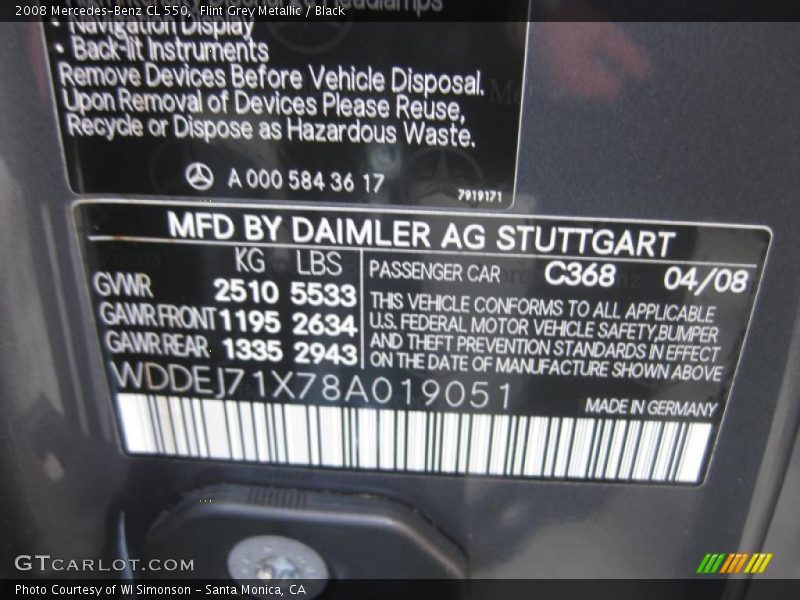 2008 Mercedes-Benz CL 550, Flint Grey Metallic / Black
Navigation Display
• Back-lit Instruments
Remove Devices Before Vehicle Disposal.
Upon Removal of Devices Please Reuse,
Recycle or Dispose as Hazardous Waste.
A 000 584 36 17
7919171
MFD BY DAIMLER AG STUTTGART
KG LBS
GVWR 2510 5533
GAWR FRONT 1195 2634
GAWR REAR 1335 2943
PASSENGER CAR C368 04/08
THIS VEHICLE CONFORMS TO ALL APPLICABLE
U.S. FEDERAL MOTOR VEHICLE SAFETY, BUMPER
AND THEFT PREVENTION STANDARDS IN EFFECT
ON THE DATE OF MANUFACTURE SHOWN ABOVE
WDDEJ71X78A019051
MADE IN GERMANY
GTCARLOT.COM
Photo Courtesy of WI Simonson – Santa Monica, CA